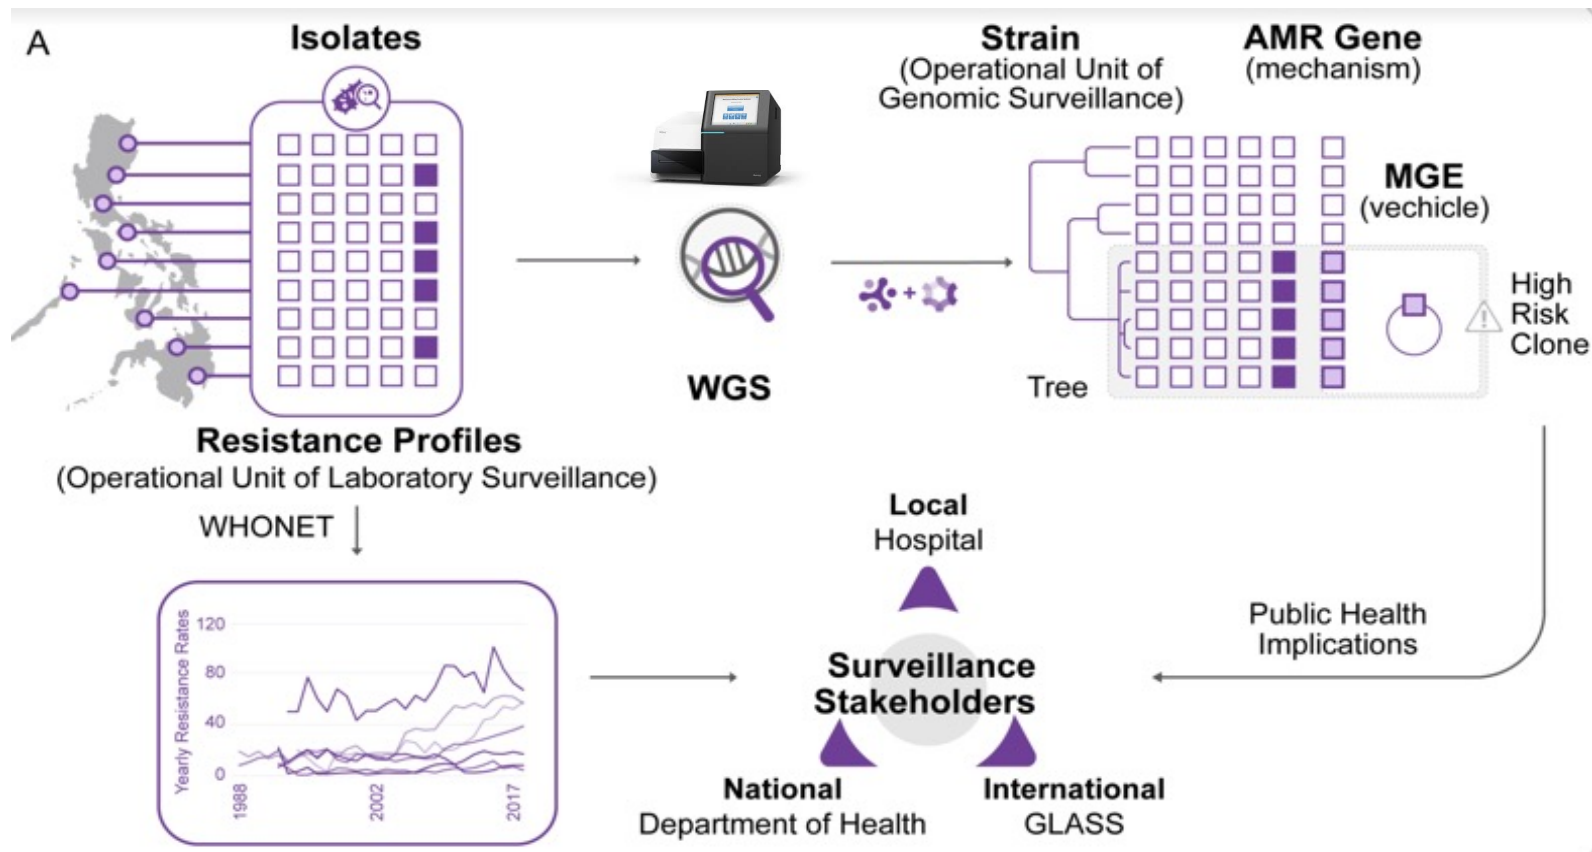 A
Isolates
Strain
(Operational Unit of
Genomic Surveillance)
AMR Gene
(mechanism)
MGE
(vechicle)
High
Risk
Clone
Tree
WGS
+
!
Resistance Profiles
(Operational Unit of Laboratory Surveillance)
WHONET
Yearly Resistance Rates
120
80
40
0
1988
2002
2017
Local
Hospital
Surveillance
Stakeholders
National
Department of Health
International
GLASS
Public Health
Implications